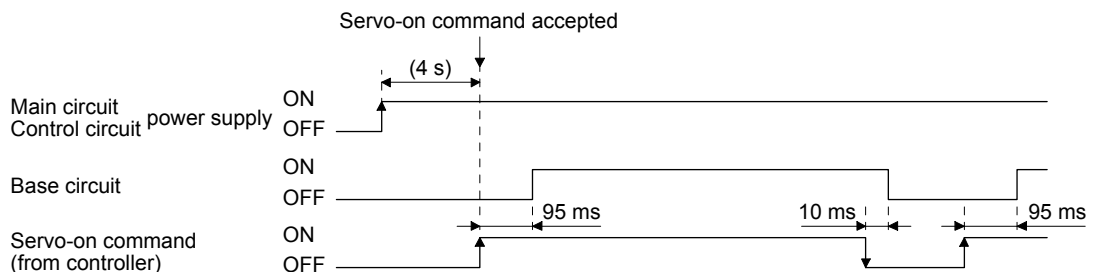 Servo-on command accepted
(4 s)
Main circuit
Control circuit
power supply
ON
OFF
Base circuit
ON
OFF
95 ms
10 ms
95 ms
Servo-on command
(from controller)
ON
OFF